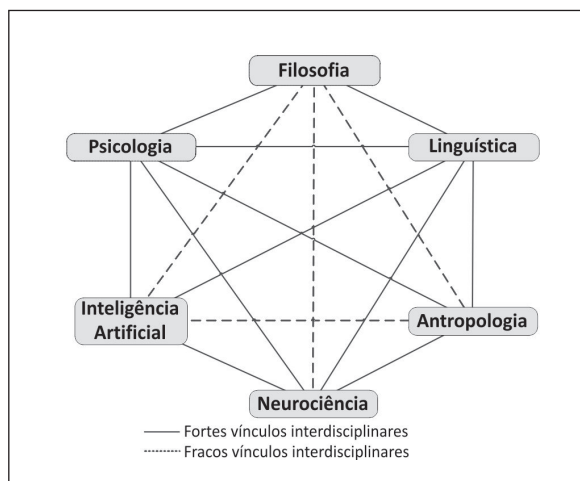 Filosofia
Psicologia
Linguística
Inteligência
Artificial
Antropologia
Neurociência
Fortes vínculos interdisciplinares
Fracos vínculos interdisciplinares